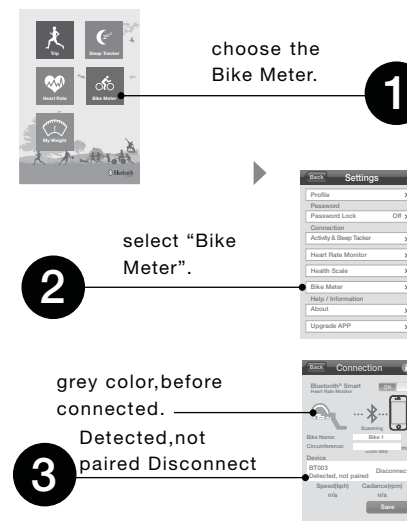 Trip
Sleep Tracker
Heart Rate
Bike Meter
My Weight
Bluetooth
choose the
Bike Meter.
1
Back Settings
Profile
Password
Password Lock Off
Connection
Activity & Sleep Tacker
Heart Rate Monitor
Health Scale
Bike Meter
Help / Information
About
Upgrade APP
select “Bike
Meter”.
2
Back Connection
Bluetooth® Smart ON
Heart Rate Monitor
Scanning
Bike Name: Bike 1
Circumference:
Device
BT003
Detected, not paired Disconnec
Speed(kph) Cadance(rpm)
n/a n/a
Save
grey color,before
connected.
Detected,not
paired Disconnect
3